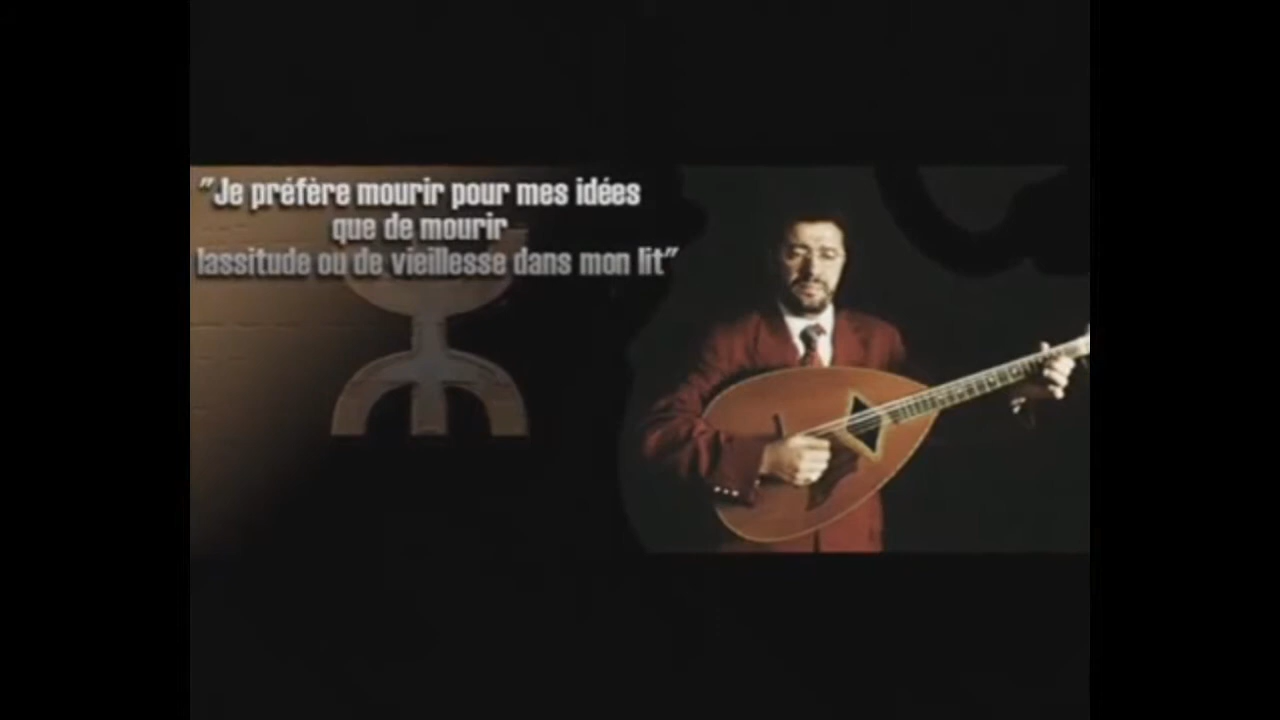 "Je préfère mourir pour mes idées
que de mourir
lassitude ou de vieillesse dans mon lit"